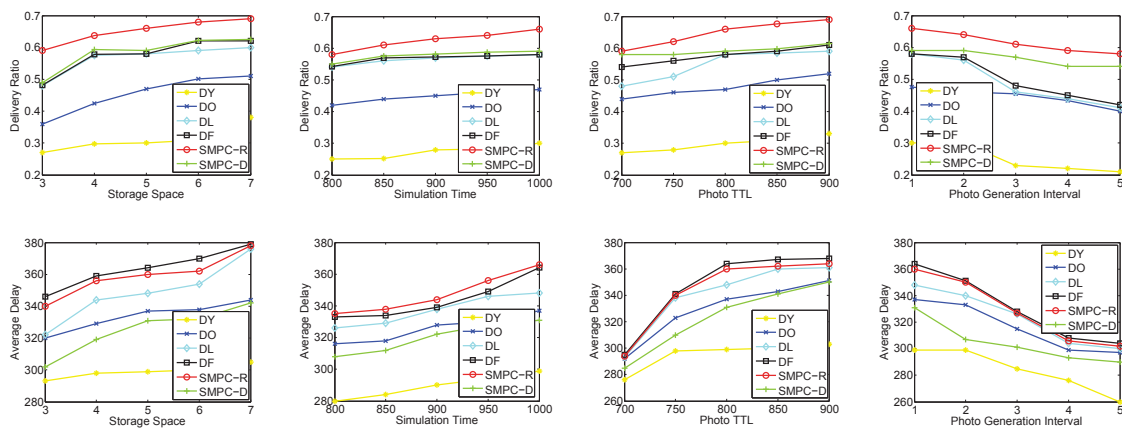 0.7
0.6
0.5
0.4
0.3
0.2
Delivery Ratio
DY
DO
DL
DF
SMPC-R
SMPC-D
3 4 5 6 7
Storage Space
0.7
0.6
0.5
0.4
0.3
0.2
Delivery Ratio
DY
DO
DL
DF
SMPC-R
SMPC-D
800 850 900 950 1000
Simulation Time
0.7
0.6
0.5
0.4
0.3
0.2
Delivery Ratio
DY
DO
DL
DF
SMPC-R
SMPC-D
700 750 800 850 900
Photo TTL
0.7
0.6
0.5
0.4
0.3
0.2
Delivery Ratio
DY
DO
DL
DF
SMPC-R
SMPC-D
1 2 3 4 5
Photo Generation Interval
380
360
340
320
300
280
Average Delay
DY
DO
DL
DF
SMPC-R
SMPC-D
3 4 5 6 7
Storage Space
380
360
340
320
300
280
Average Delay
DY
DO
DL
DF
SMPC-R
SMPC-D
800 850 900 950 1000
Simulation Time
380
360
340
320
300
280
260
Average Delay
DY
DO
DL
DF
SMPC-R
SMPC-D
700 750 800 850 900
Photo TTL
380
360
340
320
300
280
260
Average Delay
DY
DO
DL
DF
SMPC-R
SMPC-D
1 2 3 4 5
Photo Generation Interval